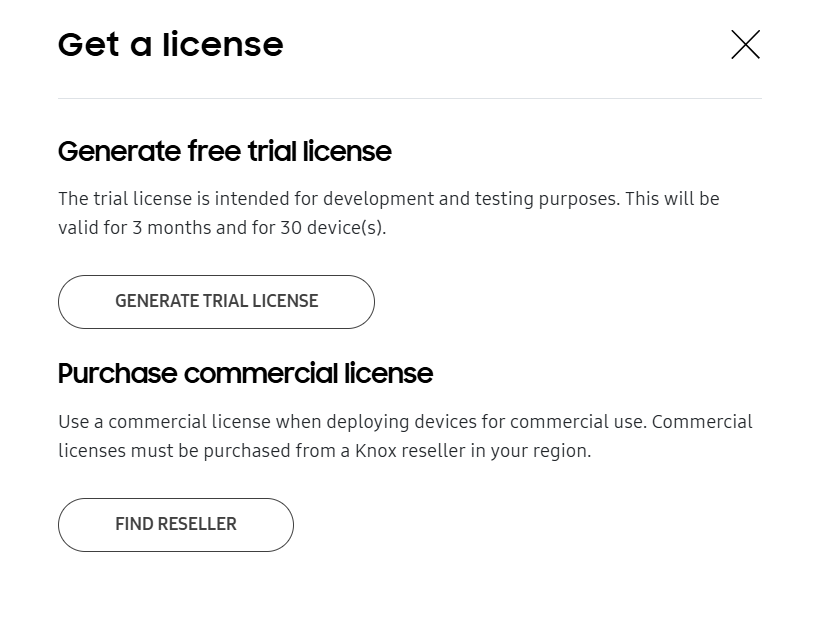 Get a license
Generate free trial license
The trial license is intended for development and testing purposes. This will be
valid for 3 months and for 30 device(s).
GENERATE TRIAL LICENSE
Purchase commercial license
Use a commercial license when deploying devices for commercial use. Commercial
licenses must be purchased from a Knox reseller in your region.
FIND RESELLER